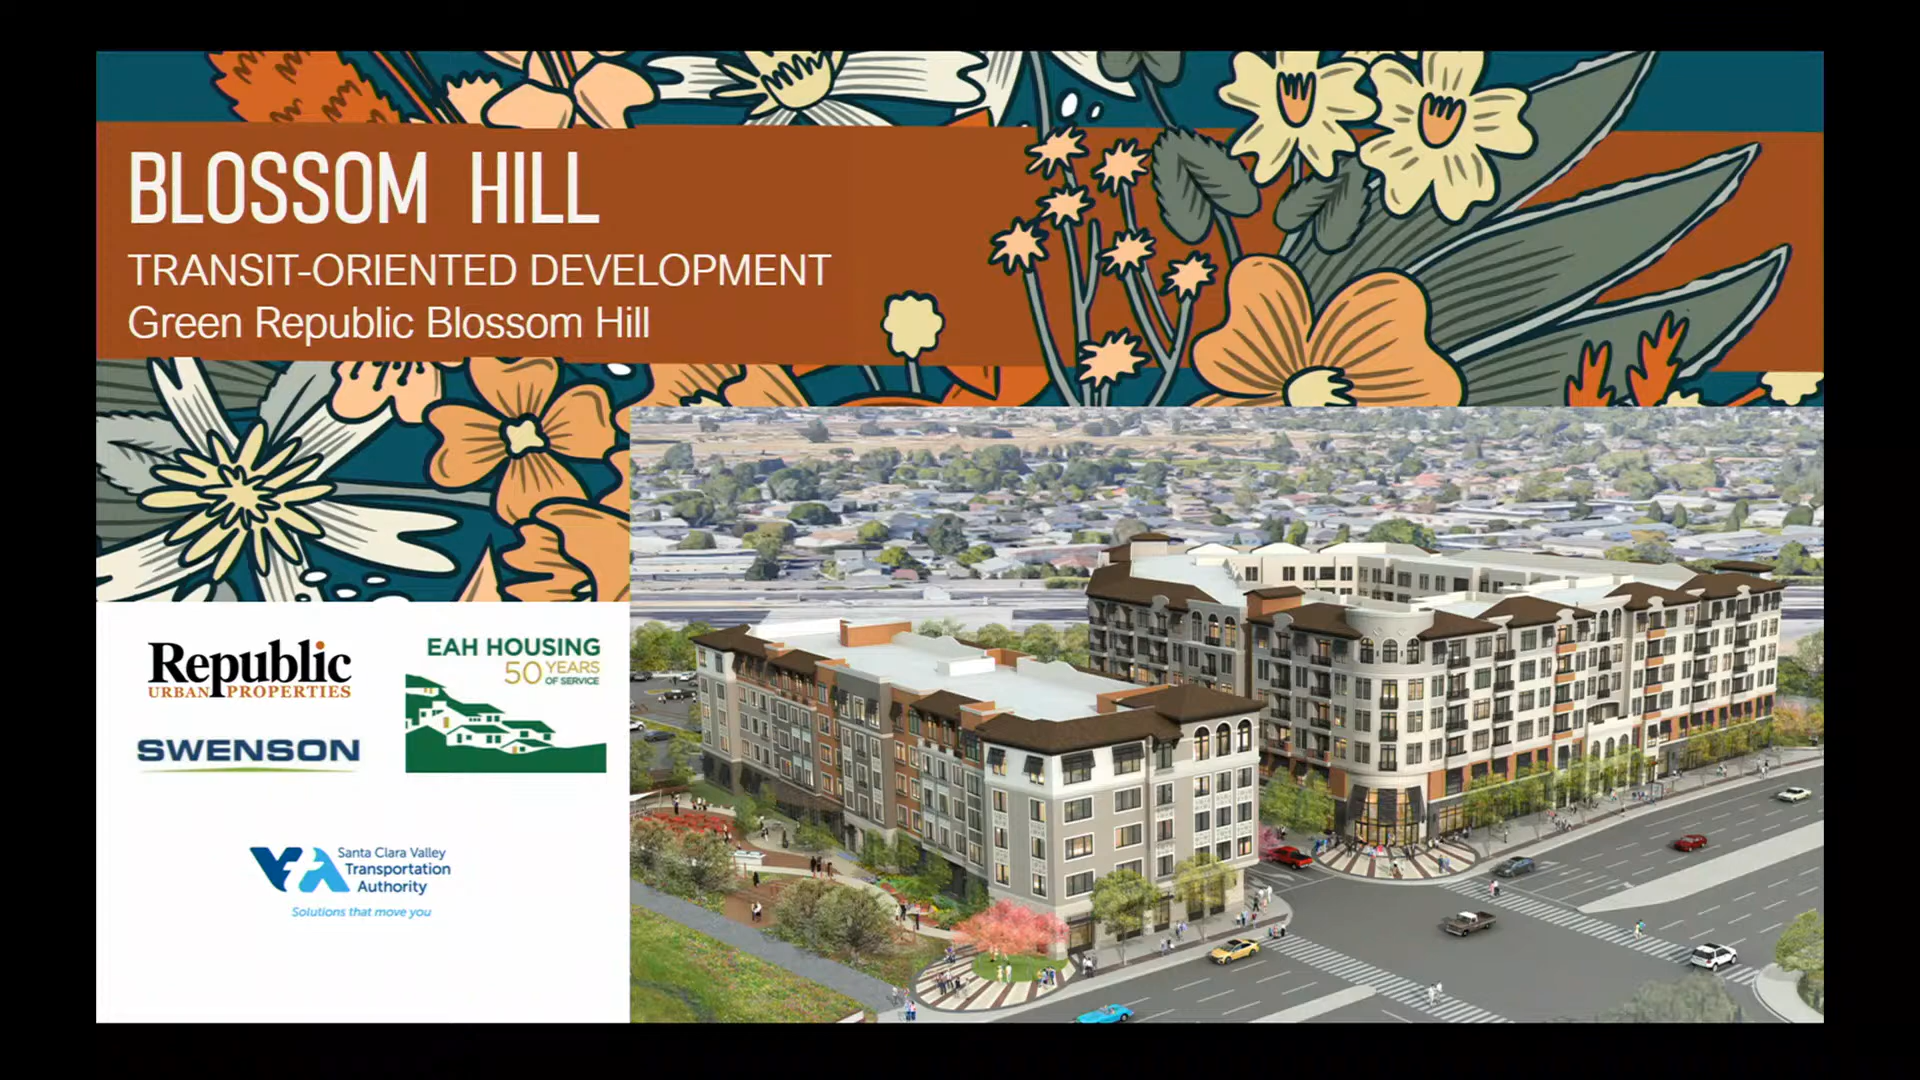 BLOSSOM HILL
TRANSIT-ORIENTED DEVELOPMENT
Green Republic Blossom Hill
Republic
URBAN PROPERTIES
EAH HOUSING
50 YEARS
OF SERVICE
SWENSON
VTA
Santa Clara Valley
Transportation
Authority
Solutions that move you